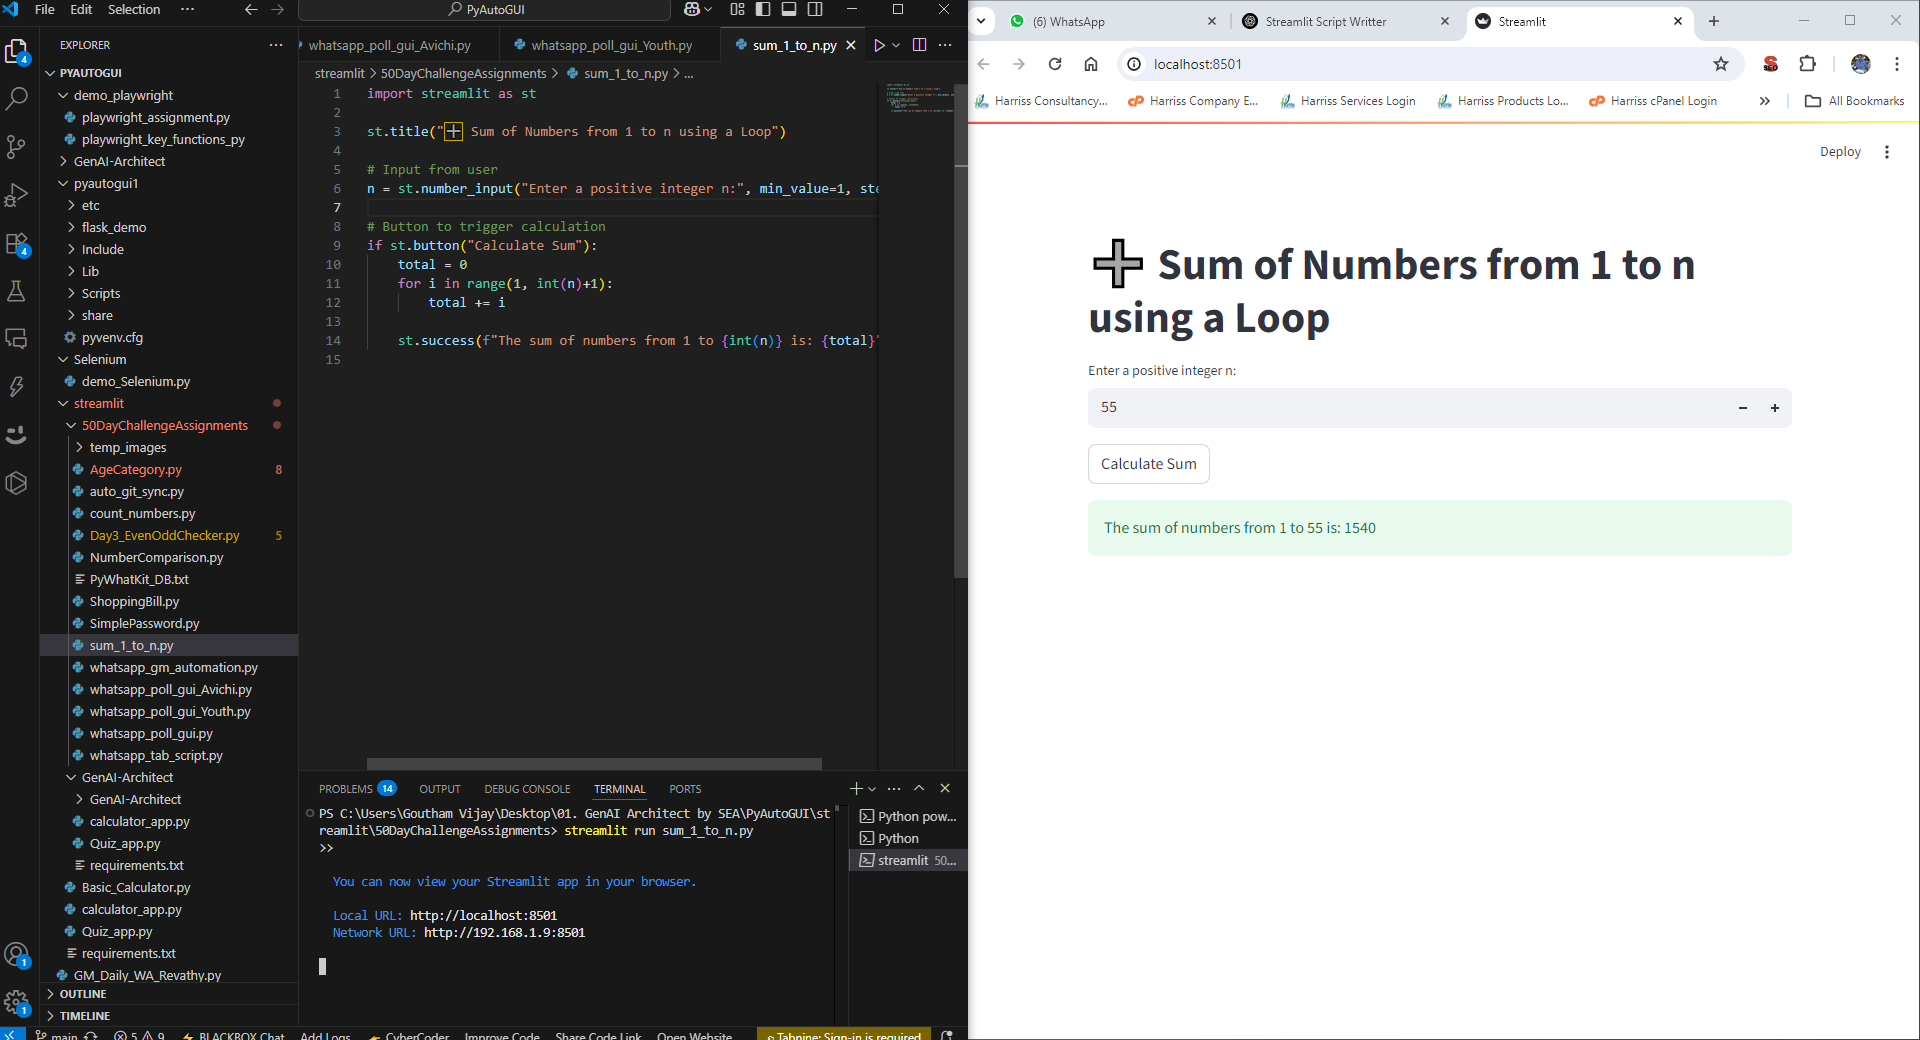 File Edit Selection ··· PyAutoGUI
EXPLORER
PYAUTOGUI
demo_playwright
playwright_assignment.py
playwright_key_functions_py
GenAI-Architect
pyautogui1
etc
flask_demo
Include
Lib
Scripts
share
pyvenv.cfg
Selenium
demo_Selenium.py
streamlit
50DayChallengeAssignments
temp_images
AgeCategory.py 8
auto_git_sync.py
count_numbers.py
Day3_EvenOddChecker.py 5
NumberComparison.py
PyWhatKit_DB.txt
ShoppingBill.py
SimplePassword.py
sum_1_to_n.py
whatsapp_gm_automation.py
whatsapp_poll_gui_Avichi.py
whatsapp_poll_gui_Youth.py
whatsapp_poll_gui.py
whatsapp_tab_script.py
GenAI-Architect
GenAI-Architect
calculator_app.py
Quiz_app.py
requirements.txt
Basic_Calculator.py
calculator_app.py
Quiz_app.py
requirements.txt
GM_Daily_WA_Revathy.py
OUTLINE
TIMELINE
4
4
1
1
whatsapp_poll_gui_Avichi.py whatsapp_poll_gui_Youth.py sum_1_to_n.py
streamlit > 50DayChallengeAssignments > sum_1_to_n.py > ...
1 import streamlit as st
2
3 st.title("➕ Sum of Numbers from 1 to n using a Loop")
4
5 # Input from user
6 n = st.number_input("Enter a positive integer n:", min_value=1, ste
7
8 # Button to trigger calculation
9 if st.button("Calculate Sum"):
10 total = 0
11 for i in range(1, int(n)+1):
12 total += i
13
14 st.success(f"The sum of numbers from 1 to {int(n)} is: {total}"
15
PROBLEMS 14 OUTPUT DEBUG CONSOLE TERMINAL PORTS
PS C:\Users\Goutham Vijay\Desktop\01. GenAI Architect by SEA\PyAutoGUI\st
reamlit\50DayChallengeAssignments> streamlit run sum_1_to_n.py
>>
You can now view your Streamlit app in your browser.
Local URL: http://localhost:8501
Network URL: http://192.168.1.9:8501
Python pow...
Python
streamlit 50...
main 5 9 BLACKBOX Chat Add Logs CyberCoder Improve Code Share Code Link Open Website Tabnine: Sign-in is required
(6) WhatsApp Streamlit Script Writter Streamlit
localhost:8501
SEO
Harriss Consultancy... Harriss Company E... Harriss Services Login Harriss Products Lo... Harriss cPanel Login » All Bookmarks
Deploy
➕ Sum of Numbers from 1 to n
using a Loop
Enter a positive integer n:
55
Calculate Sum
The sum of numbers from 1 to 55 is: 1540